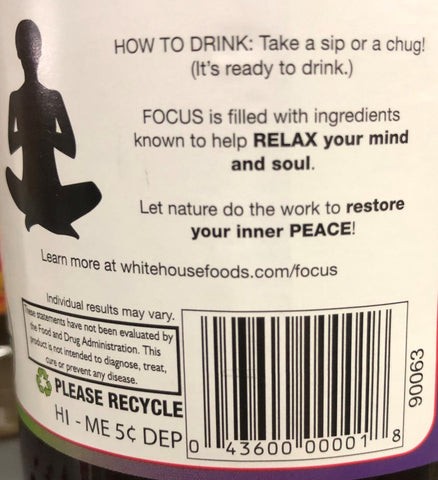 HOW TO DRINK: Take a sip or a chug!
(It's ready to drink.)
FOCUS is filled with ingredients
known to help RELAX your mind
and soul.
Let nature do the work to restore
your inner PEACE!
Learn more at whitehousefoods.com/focus
Individual results may vary.
These statements have not been evaluated by
the Food and Drug Administration. This
product is not intended to diagnose, treat,
cure or prevent any disease.
PLEASE RECYCLE
HI - ME 5¢ DEP
0 43600 00001 8
90063